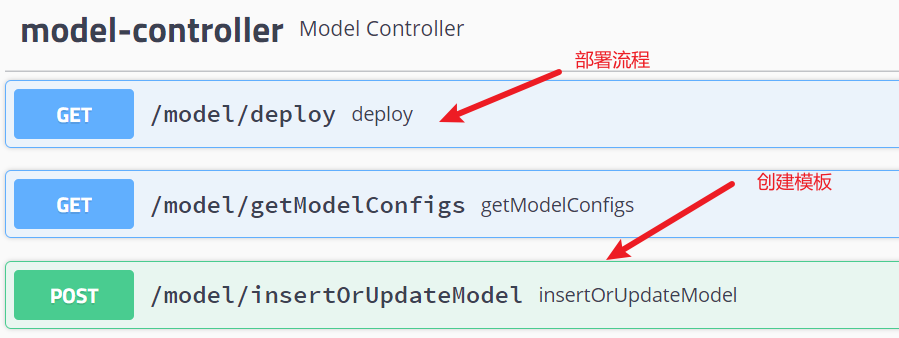 model-controller Model Controller
部署流程
GET /model/deploy deploy
创建模板
GET /model/getModelConfigs getModelConfigs
POST /model/insertOrUpdateModel insertOrUpdateModel